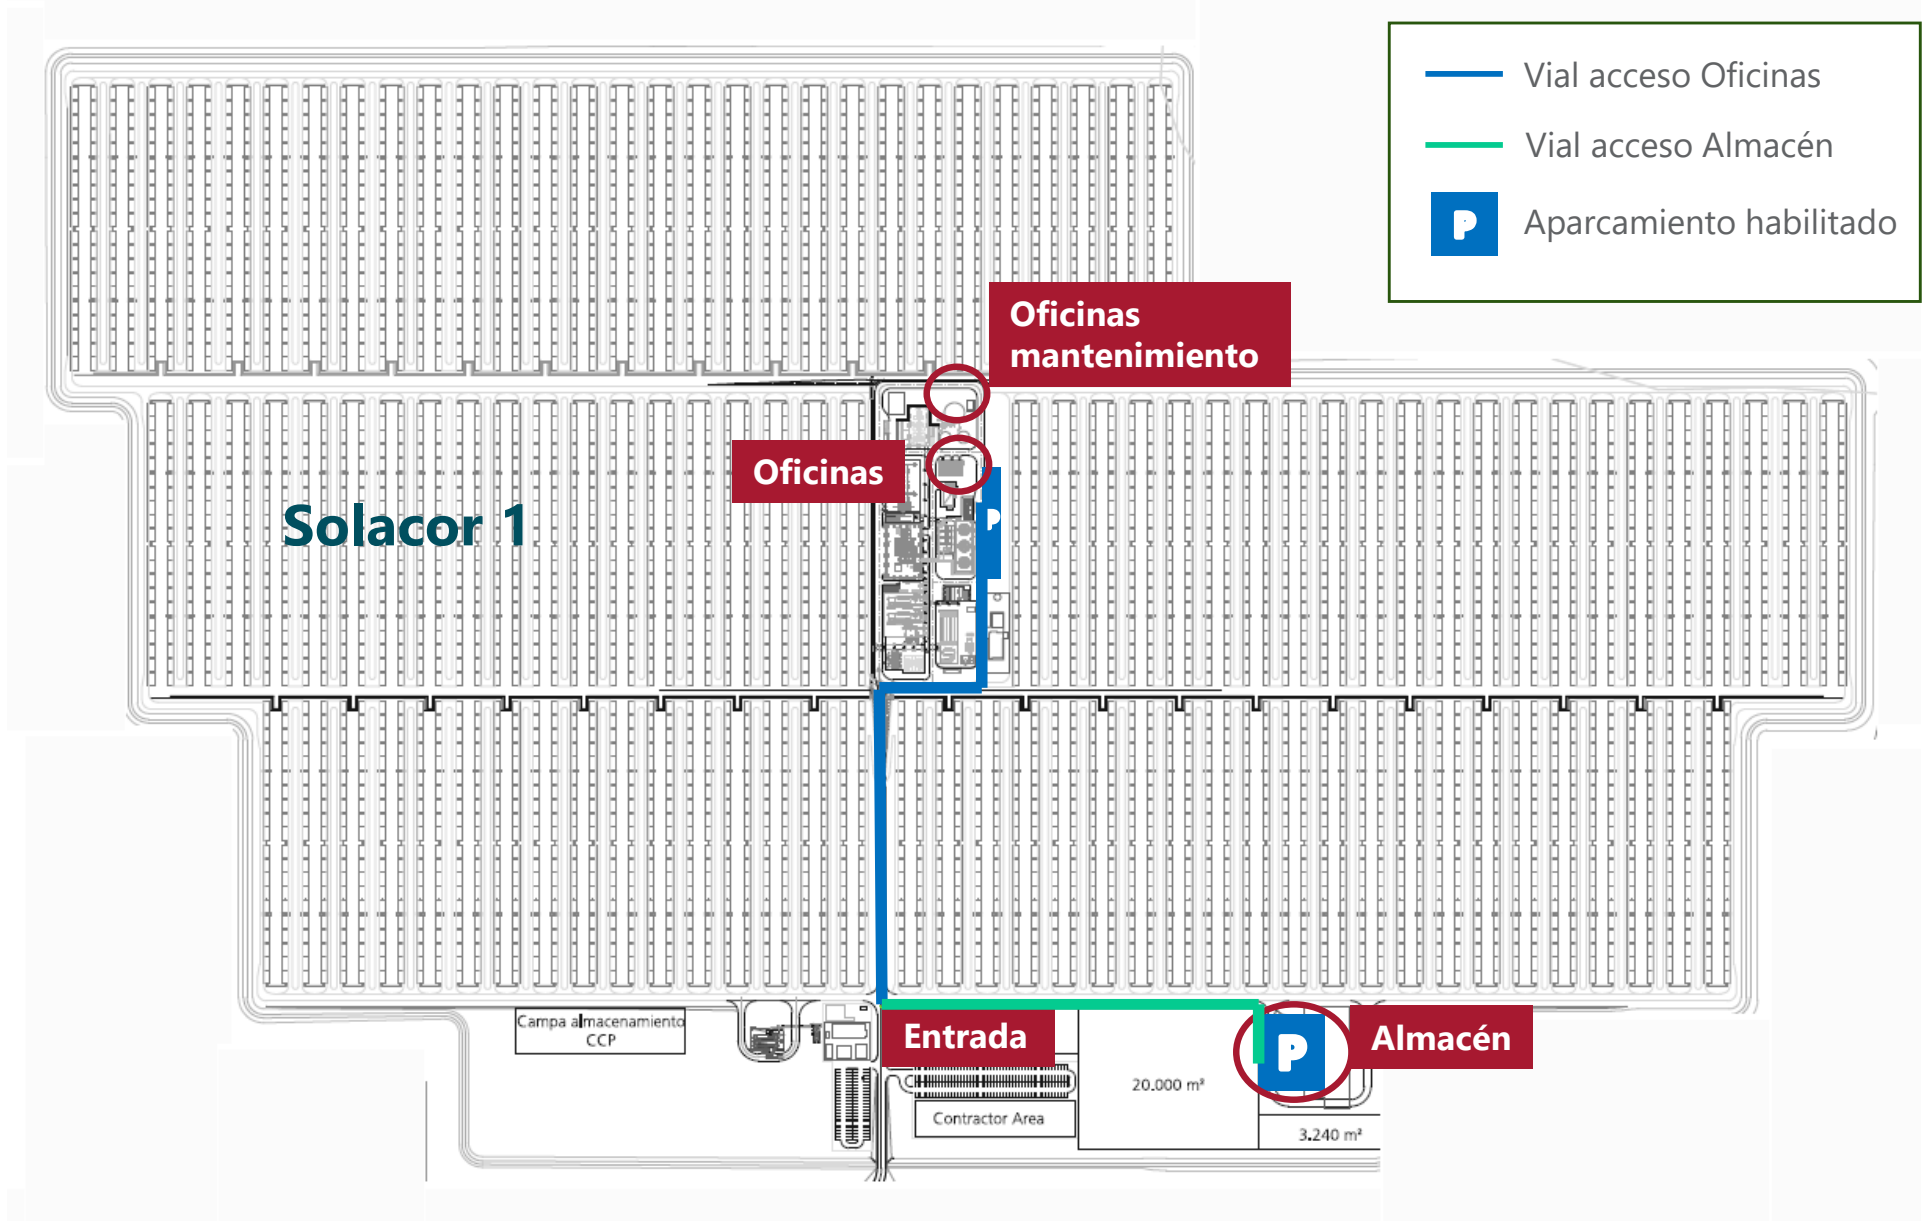 Vial acceso Oficinas
Vial acceso Almacén
P
Aparcamiento habilitado
Oficinas
mantenimiento
Oficinas
Solacor 1
P
Campa almacenamiento
CCP
Entrada
P
Almacén
20.000 m²
Contractor Area
3.240 m²